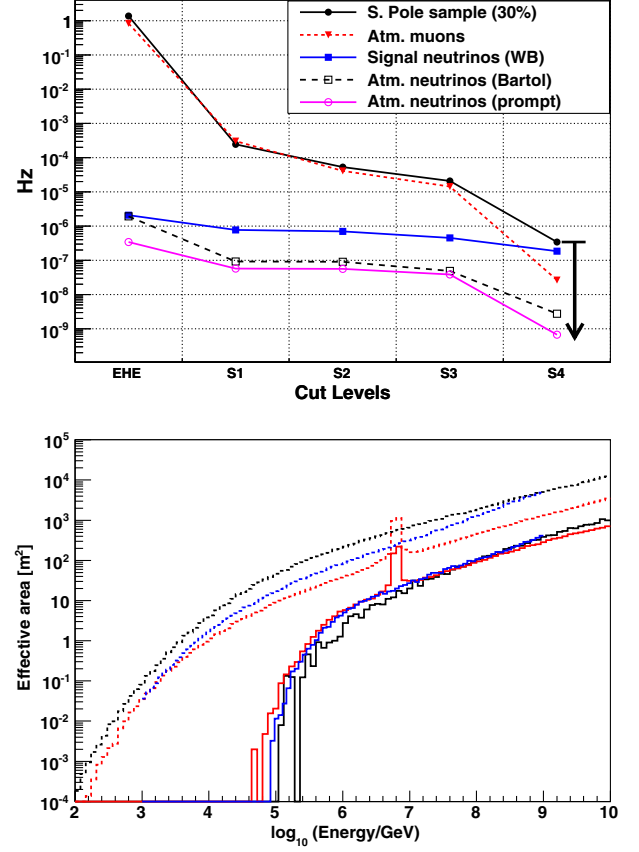 S. Pole sample (30%)
Atm. muons
Signal neutrinos (WB)
Atm. neutrinos (Bartol)
Atm. neutrinos (prompt)
1
10⁻¹
10⁻²
10⁻³
10⁻⁴
10⁻⁵
10⁻⁶
10⁻⁷
10⁻⁸
10⁻⁹
Hz
EHE S1 S2 S3 S4
Cut Levels
10⁵
10⁴
10³
10²
10
1
10⁻¹
10⁻²
10⁻³
10⁻⁴
Effective area [m²]
2 3 4 5 6 7 8 9 10
log₁₀ (Energy/GeV)